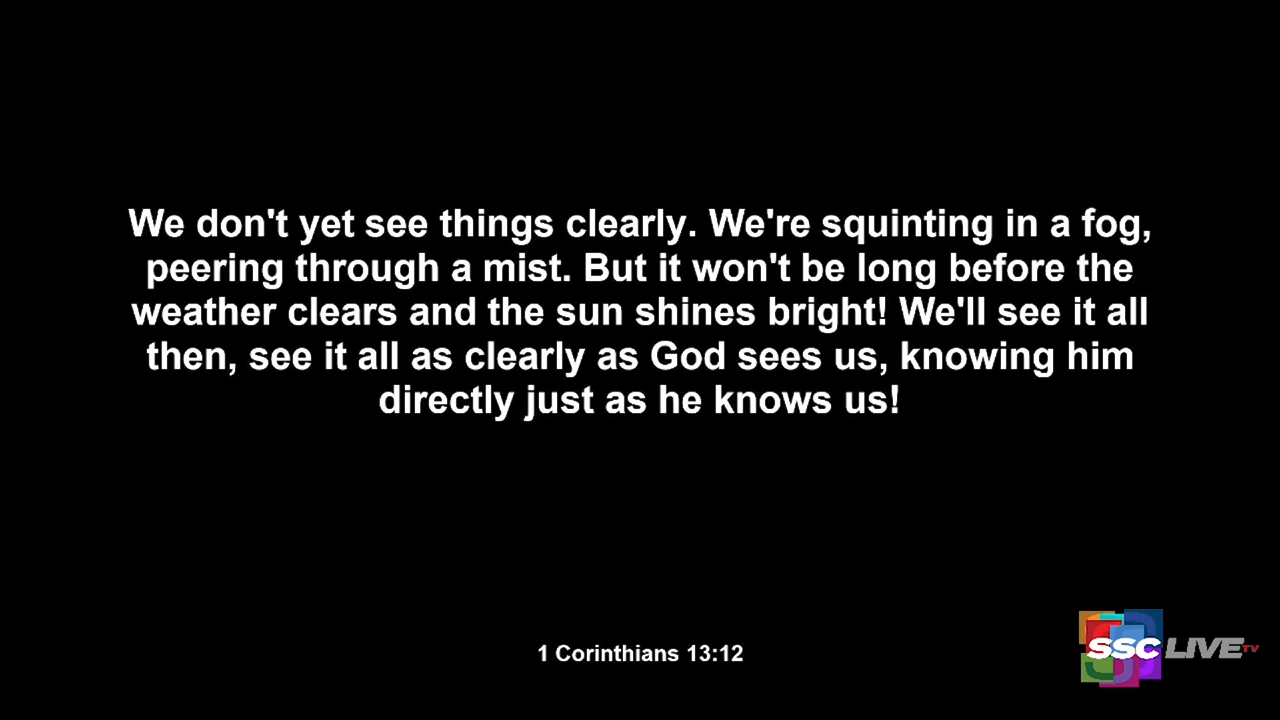 We don't yet see things clearly. We're squinting in a fog,
peering through a mist. But it won't be long before the
weather clears and the sun shines bright! We'll see it all
then, see it all as clearly as God sees us, knowing him
directly just as he knows us!
1 Corinthians 13:12
SSC LIVE TV